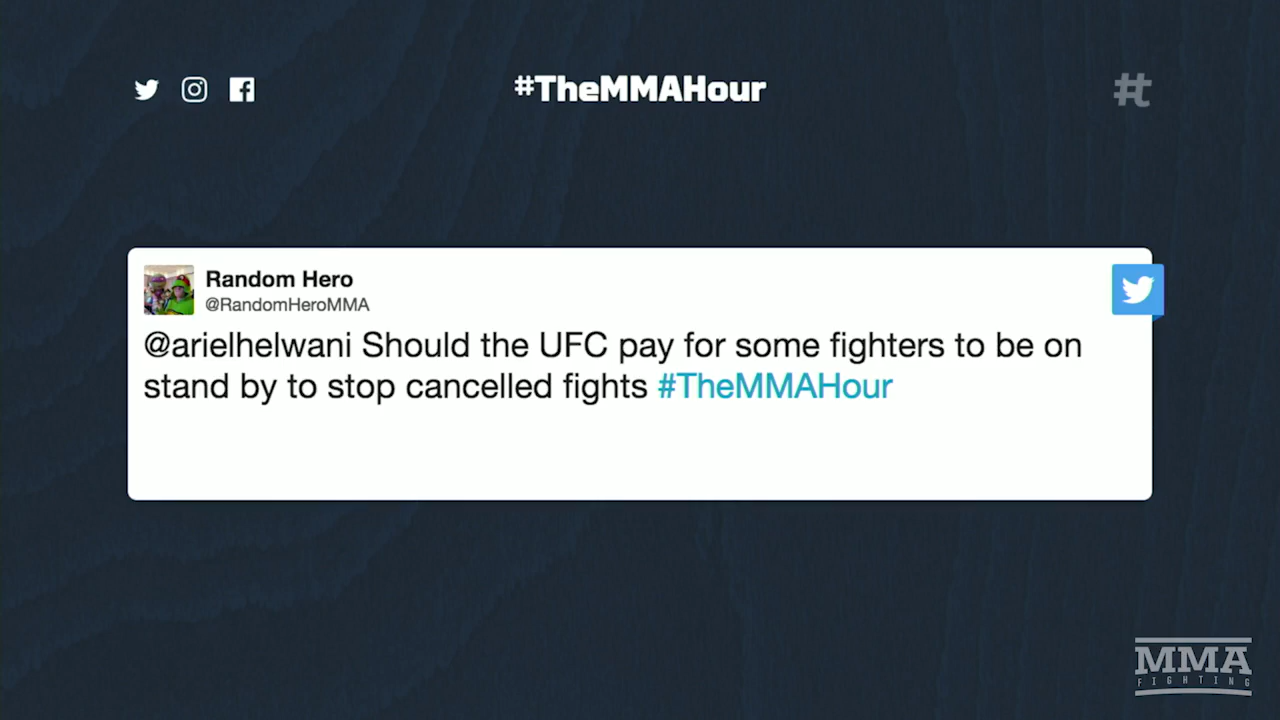 #TheMMAHour
Random Hero
@RandomHeroMMA
@arielhelwani Should the UFC pay for some fighters to be on
stand by to stop cancelled fights #TheMMAHour
MMA
FIGHTING